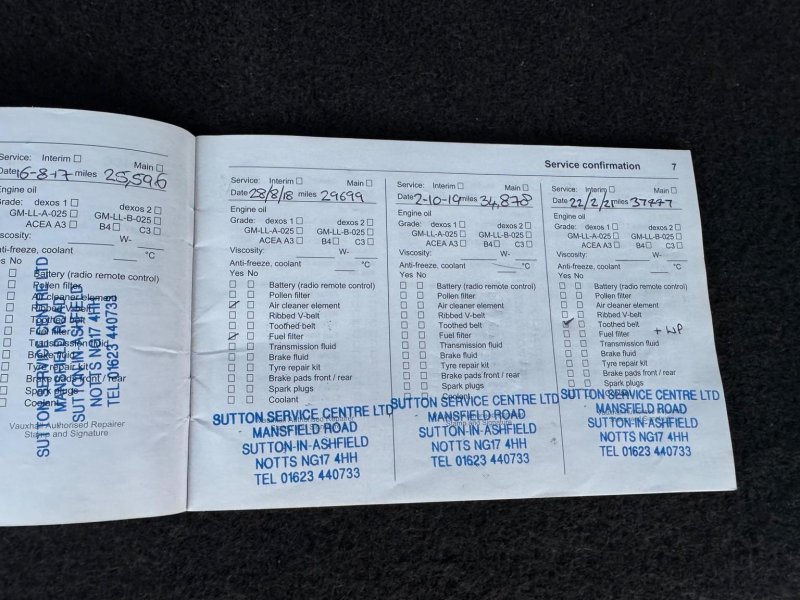 Service confirmation 7
Service: Interim Main
Date 6-8-17 miles 25,596
Engine oil
Grade: dexos 1 dexos 2
GM-LL-A-025 GM-LL-B-025
ACEA A3 B4 C3
Viscosity: W-
Anti-freeze, coolant °C
Yes No
Battery (radio remote control)
Pollen filter
Air cleaner element
Ribbed V-belt
Toothed belt
Fuel filter
Transmission fluid
Brake fluid
Tyre repair kit
Brake pads front / rear
Spark plugs
Coolant
Vauxhall Authorised Repairer
Stamp and Signature
SUTTON SERVICE CENTRE LTD
MANSFIELD ROAD
SUTTON-IN-ASHFIELD
NOTTS NG17 4HH
TEL 01623 440733
Service: Interim Main
Date 28/8/18 miles 29699
Engine oil
Grade: dexos 1 dexos 2
GM-LL-A-025 GM-LL-B-025
ACEA A3 B4 C3
Viscosity: W-
Anti-freeze, coolant °C
Yes No
Battery (radio remote control)
Pollen filter
Air cleaner element
Ribbed V-belt
Toothed belt
Fuel filter
Transmission fluid
Brake fluid
Tyre repair kit
Brake pads front / rear
Spark plugs
Coolant
SUTTON SERVICE CENTRE LTD
MANSFIELD ROAD
SUTTON-IN-ASHFIELD
NOTTS NG17 4HH
TEL 01623 440733
Service: Interim Main
Date 2-10-19 miles 34,878
Engine oil
Grade: dexos 1 dexos 2
GM-LL-A-025 GM-LL-B-025
ACEA A3 B4 C3
Viscosity: W-
Anti-freeze, coolant °C
Yes No
Battery (radio remote control)
Pollen filter
Air cleaner element
Ribbed V-belt
Toothed belt
Fuel filter
Transmission fluid
Brake fluid
Tyre repair kit
Brake pads front / rear
Spark plugs
Coolant
SUTTON SERVICE CENTRE LTD
MANSFIELD ROAD
SUTTON-IN-ASHFIELD
NOTTS NG17 4HH
TEL 01623 440733
Service: Interim Main
Date 22/2/21 miles 37447
Engine oil
Grade: dexos 1 dexos 2
GM-LL-A-025 GM-LL-B-025
ACEA A3 B4 C3
Viscosity: W-
Anti-freeze, coolant °C
Yes No
Battery (radio remote control)
Pollen filter
Air cleaner element
Ribbed V-belt
Toothed belt
Fuel filter + WP
Transmission fluid
Brake fluid
Tyre repair kit
Brake pads front / rear
Spark plugs
SUTTON SERVICE CENTRE LTD
MANSFIELD ROAD
SUTTON-IN-ASHFIELD
NOTTS NG17 4HH
TEL 01623 440733